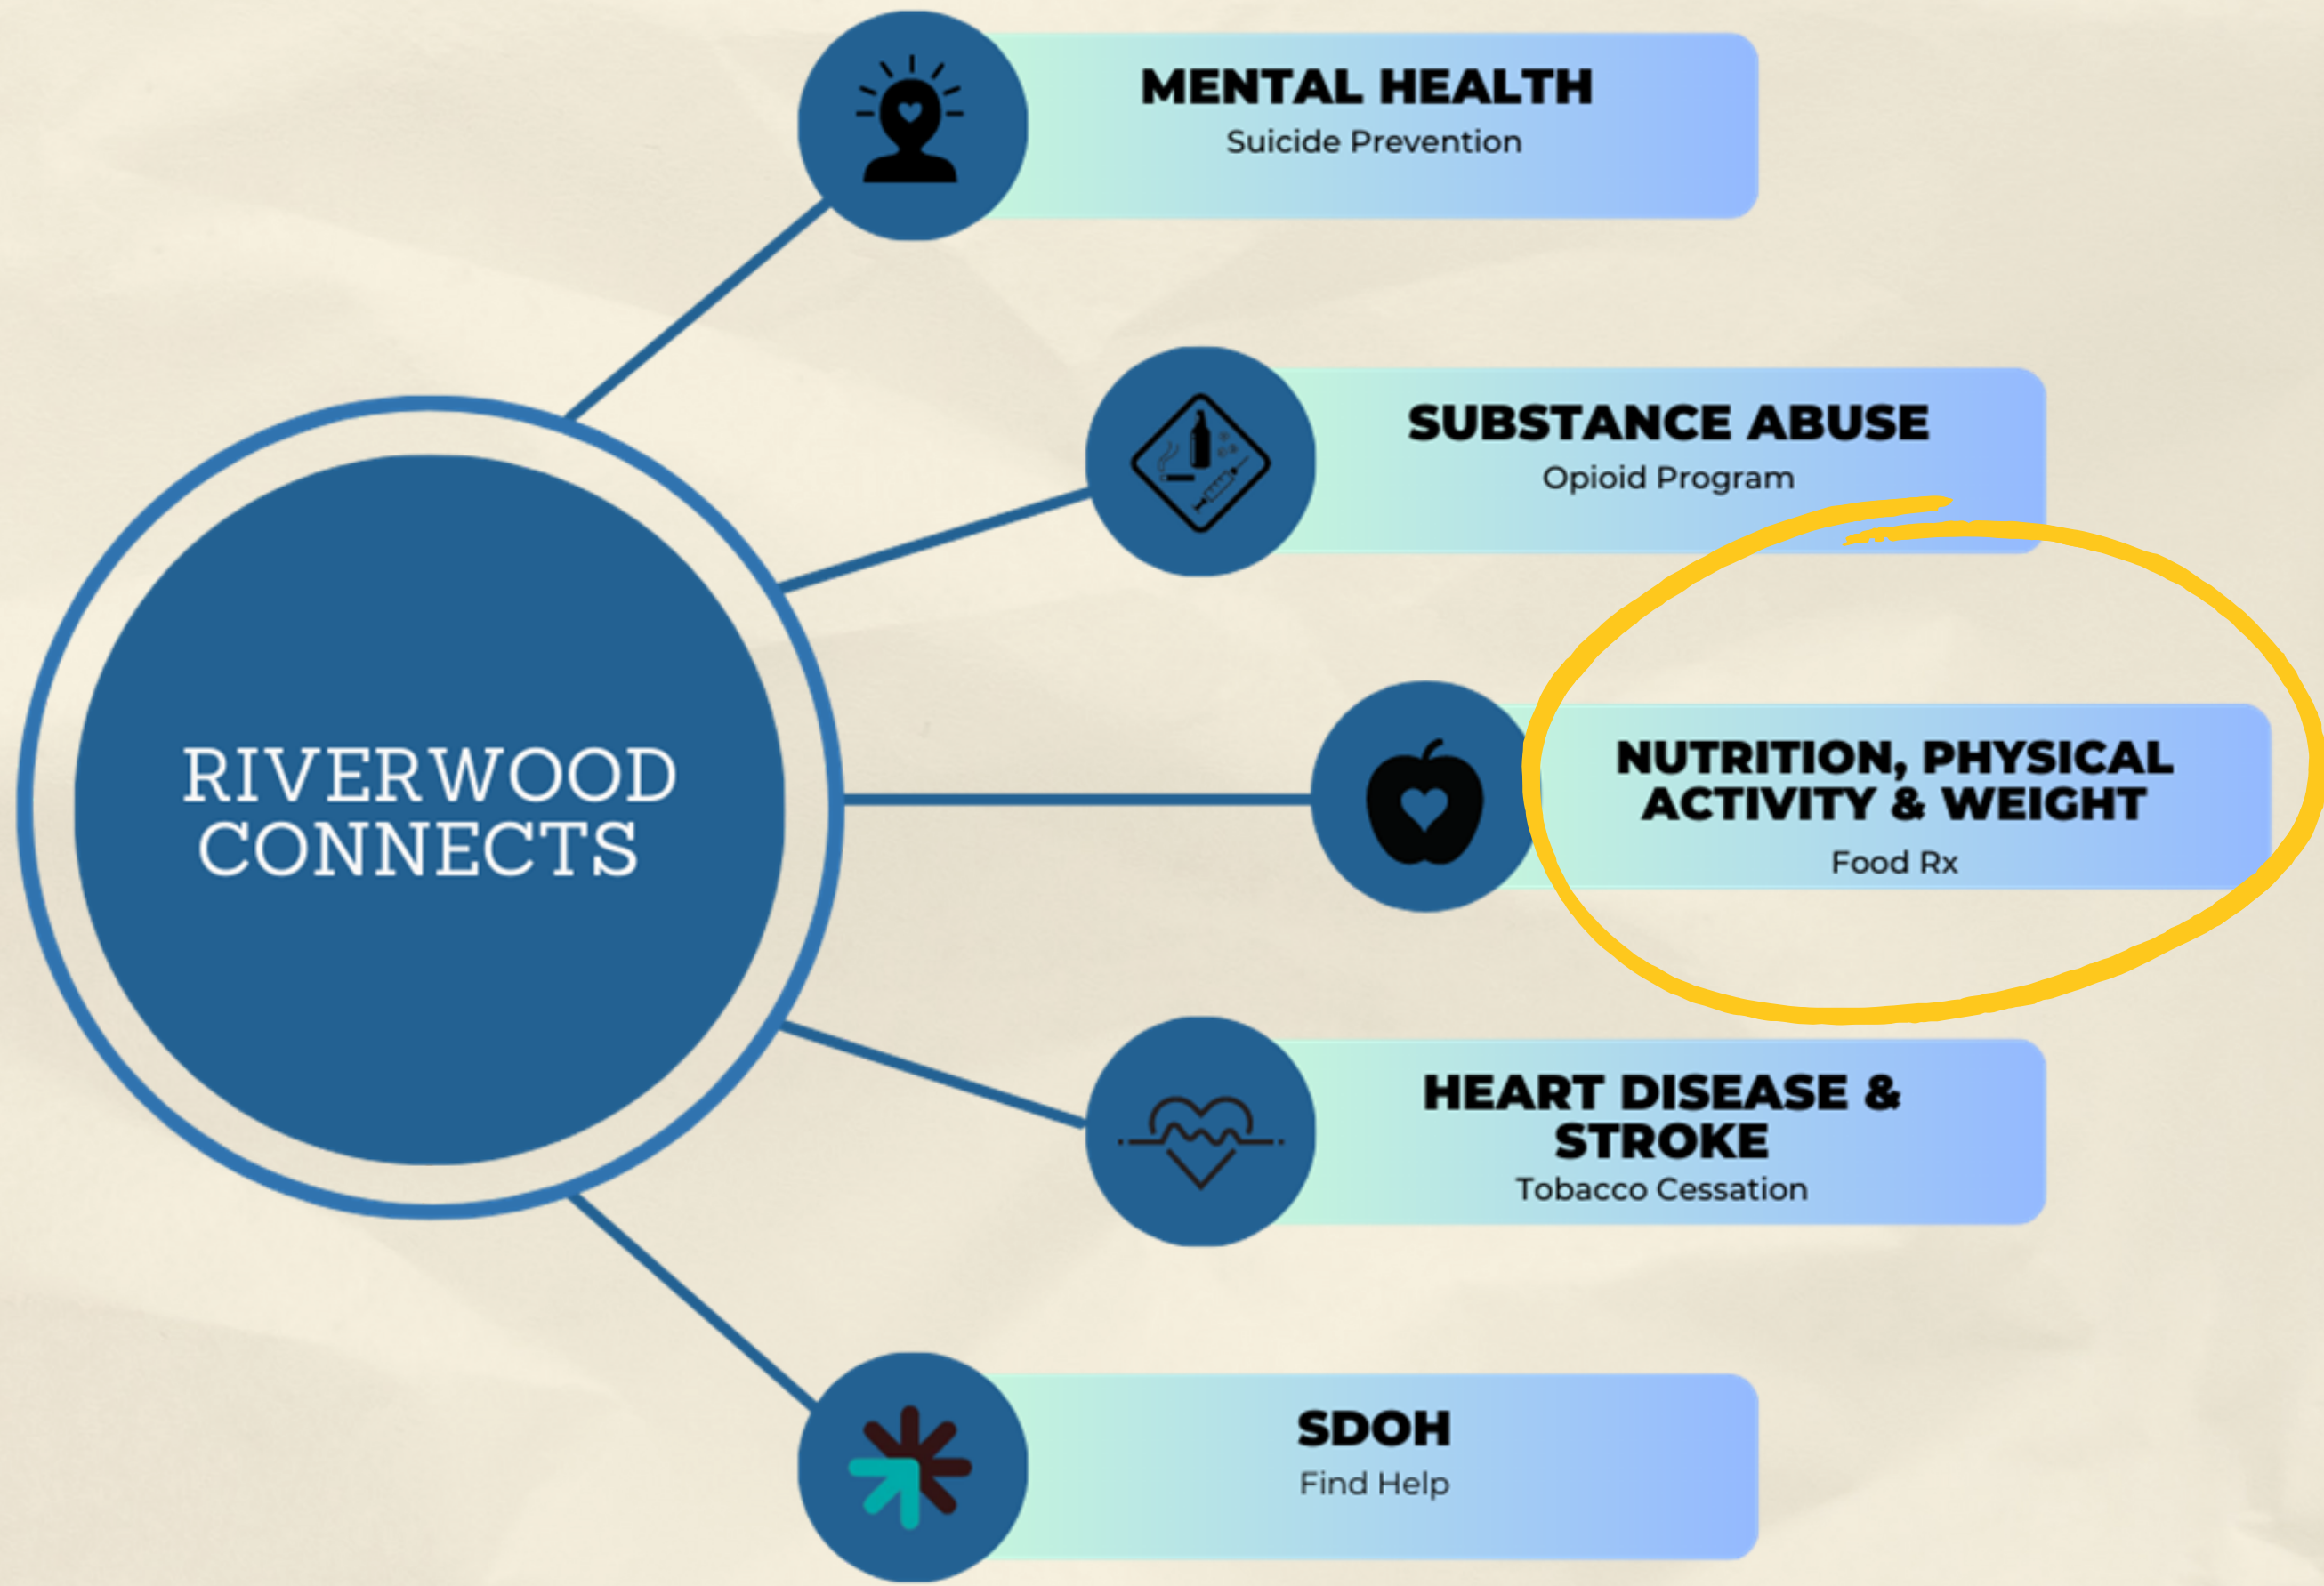 MENTAL HEALTH
Suicide Prevention
SUBSTANCE ABUSE
Opioid Program
RIVERWOOD
CONNECTS
NUTRITION, PHYSICAL
ACTIVITY & WEIGHT
Food Rx
HEART DISEASE &
STROKE
Tobacco Cessation
SDOH
Find Help